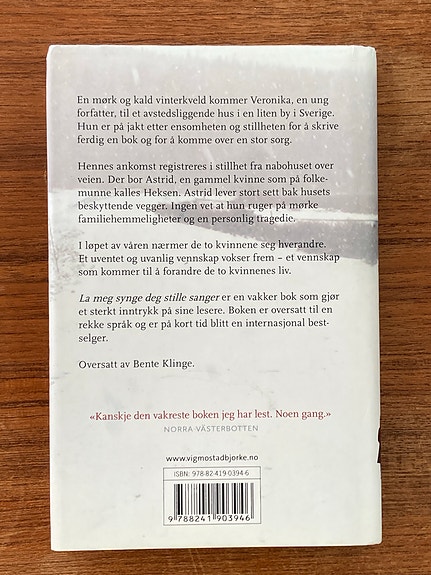 En mørk og kald vinterkveld kommer Veronika, en ung
forfatter, til et avstedsliggende hus i en liten by i Sverige.
Hun er på jakt etter ensomheten og stillheten for å skrive
ferdig en bok og for å komme over en stor sorg.
Hennes ankomst registreres i stillhet fra nabohuset over
veien. Der bor Astrid, en gammel kvinne som på folke-
munne kalles Heksen. Astrid lever stort sett bak husets
beskyttende vegger. Ingen vet at hun ruger på mørke
familiehemmeligheter og en personlig tragedie.
I løpet av våren nærmer de to kvinnene seg hverandre.
Et uventet og uvanlig vennskap vokser frem – et vennskap
som kommer til å forandre de to kvinnenes liv.
La meg synge deg stille sanger er en vakker bok som gjør
et sterkt inntrykk på sine lesere. Boken er oversatt til en
rekke språk og er på kort tid blitt en internasjonal best-
selger.
Oversatt av Bente Klinge.
«Kanskje den vakreste boken jeg har lest. Noen gang.»
NORRA VÄSTERBOTTEN
www.vigmostadbjorke.no
ISBN: 978-82-419-0394-6
9 788241 903946